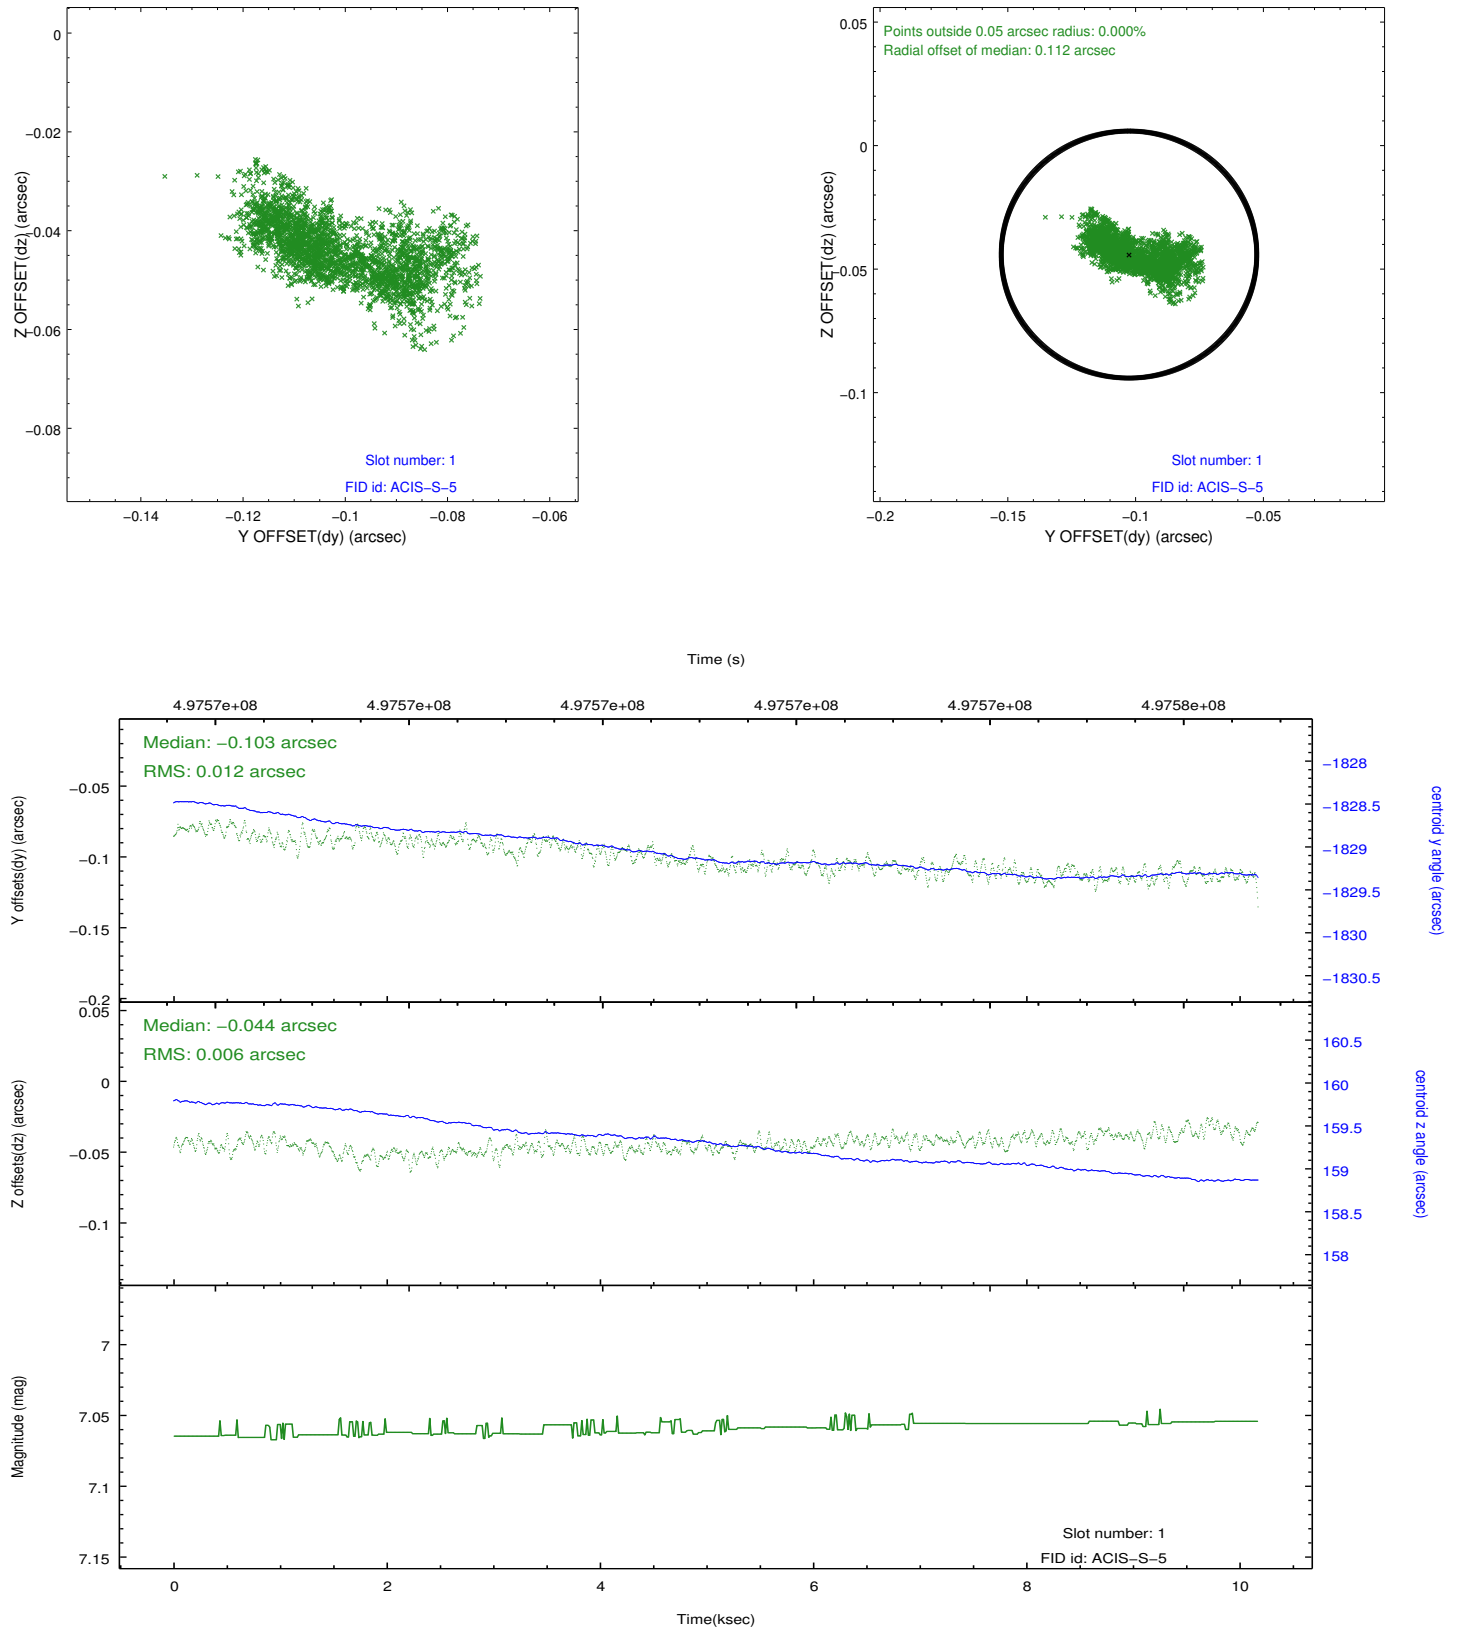 0
−0.02
−0.04
−0.06
−0.08
Z OFFSET(dz) (arcsec)
Slot number: 1
FID id: ACIS−S−5
−0.14
−0.12
−0.1
−0.08
−0.06
Y OFFSET(dy) (arcsec)
Points outside 0.05 arcsec radius: 0.000%
Radial offset of median: 0.112 arcsec
0.05
0
−0.05
−0.1
Z OFFSET(dz) (arcsec)
Slot number: 1
FID id: ACIS−S−5
−0.2
−0.15
−0.1
−0.05
Y OFFSET(dy) (arcsec)
Time (s)
4.9757e+08
4.9757e+08
4.9757e+08
4.9757e+08
4.9757e+08
4.9758e+08
Median: −0.103 arcsec
RMS: 0.012 arcsec
−0.05
−0.1
−0.15
−0.2
Y offsets(dy) (arcsec)
−1828
−1828.5
−1829
−1829.5
−1830
−1830.5
centroid y angle (arcsec)
Median: −0.044 arcsec
RMS: 0.006 arcsec
0.05
0
−0.05
−0.1
Z offsets(dz) (arcsec)
160.5
160
159.5
159
158.5
158
centroid z angle (arcsec)
7
7.05
7.1
7.15
Magnitude (mag)
Slot number: 1
FID id: ACIS−S−5
0
2
4
6
8
10
Time(ksec)